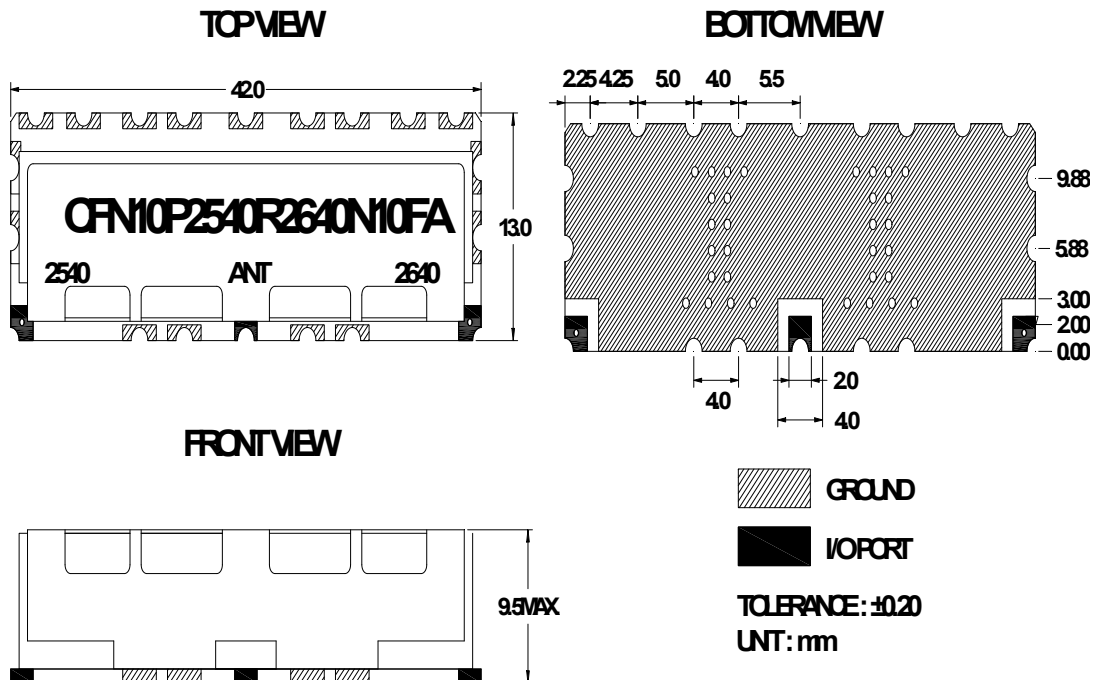 TOP VIEW
BOTTOM VIEW
42.0
2.25 4.25 5.0 4.0 5.5
13.0
CFN10P2540R2640N10FA
2540 ANT 2640
9.88
5.88
3.00
2.00
0.00
4.0
2.0
4.0
FRONT VIEW
9.5 MAX
GROUND
I/O PORT
TOLERANCE : ±0.20
UNIT : mm